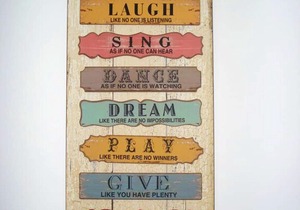 LAUGH
LIKE NO ONE IS LISTENING
SING
AS IF NO ONE CAN HEAR
DANCE
AS IF NO ONE IS WATCHING
DREAM
LIKE THERE ARE NO IMPOSSIBILITIES
PLAY
LIKE THERE ARE NO WINNERS
GIVE
LIKE YOU HAVE PLENTY